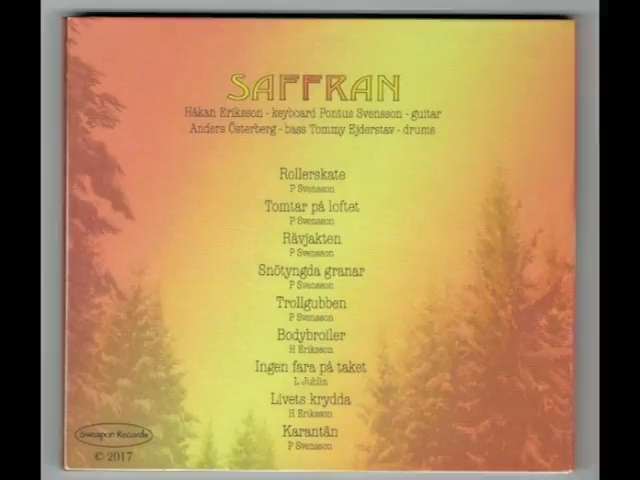 SAFFRAN
Håkan Eriksson - keyboard Pontus Svensson - guitar
Anders Österberg - bass Tommy Ejderstav - drums
Rollerskate
P Svensson
Tomtar på loftet
P Svensson
Rävjakten
P Svensson
Snötyngda granar
P Svensson
Trollgubben
P Svensson
Bodybroiler
H Eriksson
Ingen fara på taket
L Juhlin
Livets krydda
H Eriksson
Karantän
P Svensson
Sweapon Records
© 2017